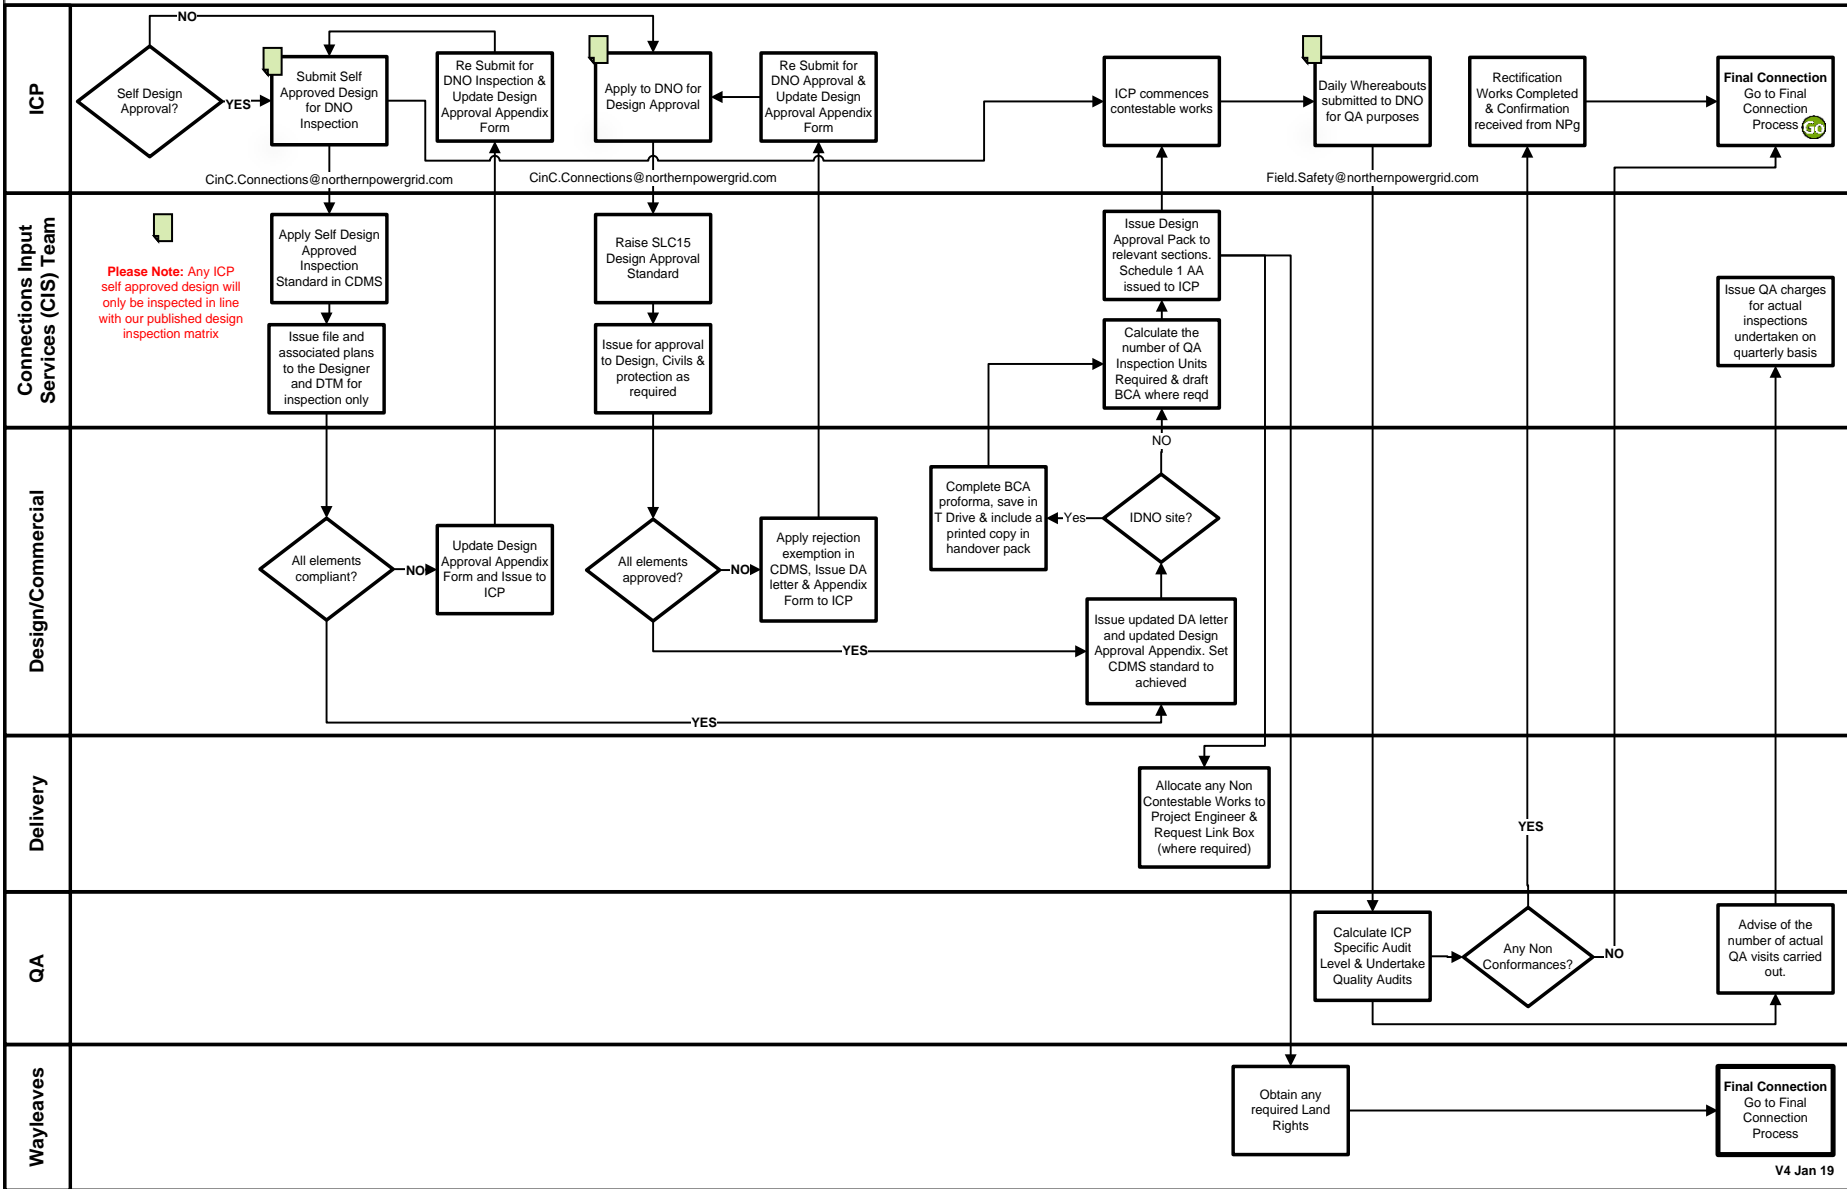 ICP
NO
Self Design
Approval?
YES
Submit Self
Approved Design
for DNO
Inspection
Re Submit for
DNO Inspection &
Update Design
Approval Appendix
Form
Apply to DNO for
Design Approval
Re Submit for
DNO Approval &
Update Design
Approval Appendix
Form
ICP commences
contestable works
Daily Whereabouts
submitted to DNO
for QA purposes
Rectification
Works Completed
& Confirmation
received from NPg
Final Connection
Go to Final
Connection
Process
Go
CinC.Connections@northernpowergrid.com
CinC.Connections@northernpowergrid.com
Field.Safety@northernpowergrid.com
Connections Input
Services (CIS) Team
Please Note: Any ICP
self approved design will
only be inspected in line
with our published design
inspection matrix
Apply Self Design
Approved
Inspection
Standard in CDMS
Issue file and
associated plans
to the Designer
and DTM for
inspection only
Raise SLC15
Design Approval
Standard
Issue for approval
to Design, Civils &
protection as
required
Issue Design
Approval Pack to
relevant sections.
Schedule 1 AA
issued to ICP
Calculate the
number of QA
Inspection Units
Required & draft
BCA where reqd
Issue QA charges
for actual
inspections
undertaken on
quarterly basis
Design/Commercial
All elements
compliant?
NO
Update Design
Approval Appendix
Form and Issue to
ICP
All elements
approved?
NO
Apply rejection
exemption in
CDMS, Issue DA
letter & Appendix
Form to ICP
Complete BCA
proforma, save in
T Drive & include a
printed copy in
handover pack
Yes
IDNO site?
NO
Issue updated DA letter
and updated Design
Approval Appendix. Set
CDMS standard to
achieved
YES
YES
Delivery
Allocate any Non
Contestable Works to
Project Engineer &
Request Link Box
(where required)
YES
QA
Calculate ICP
Specific Audit
Level & Undertake
Quality Audits
Any Non
Conformances?
NO
Advise of the
number of actual
QA visits carried
out.
Wayleaves
Obtain any
required Land
Rights
Final Connection
Go to Final
Connection
Process
V4 Jan 19